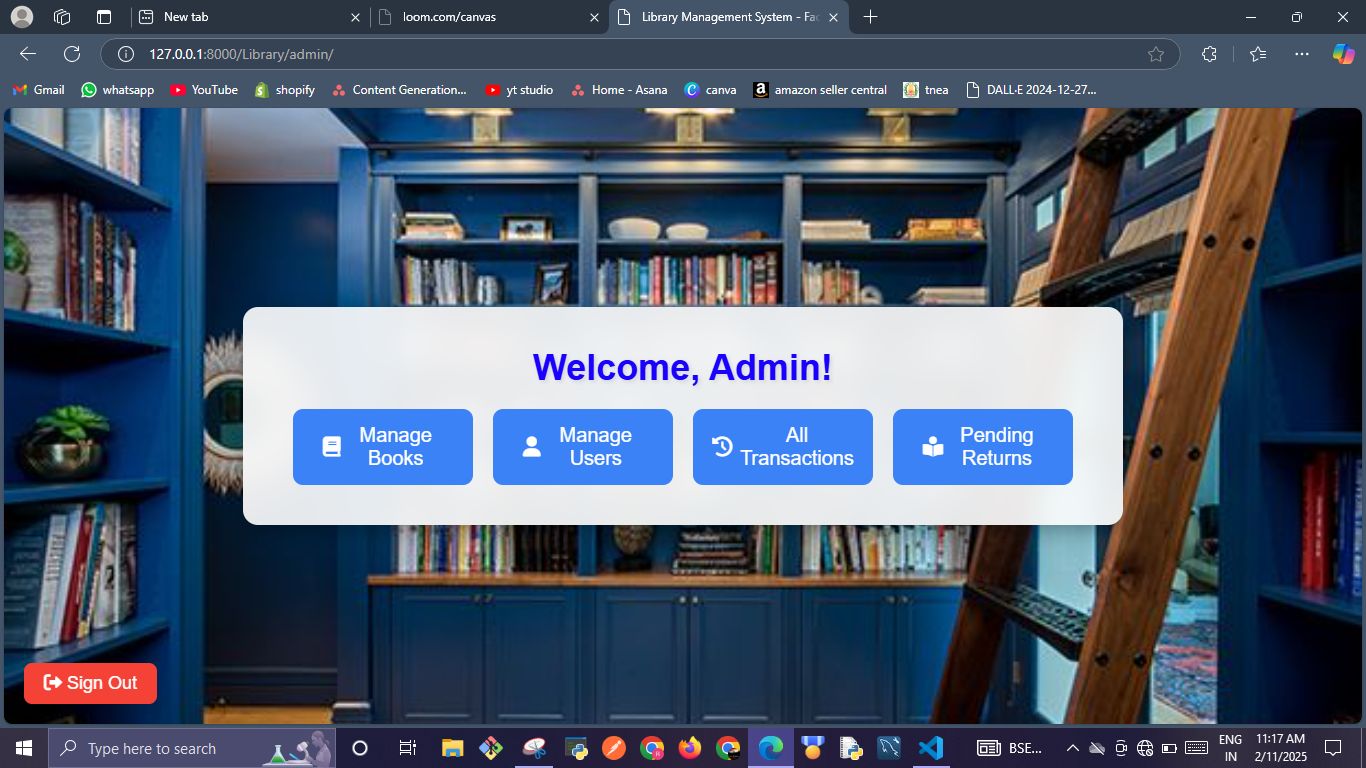 New tab
loom.com/canvas
Library Management System - Fac
127.0.0.1:8000/Library/admin/
Gmail
whatsapp
YouTube
shopify
Content Generation...
yt studio
Home - Asana
canva
amazon seller central
tnea
DALL·E 2024-12-27...
Welcome, Admin!
Manage
Books
Manage
Users
All
Transactions
Pending
Returns
Sign Out
Type here to search
BSE...
ENG
IN
11:17 AM
2/11/2025